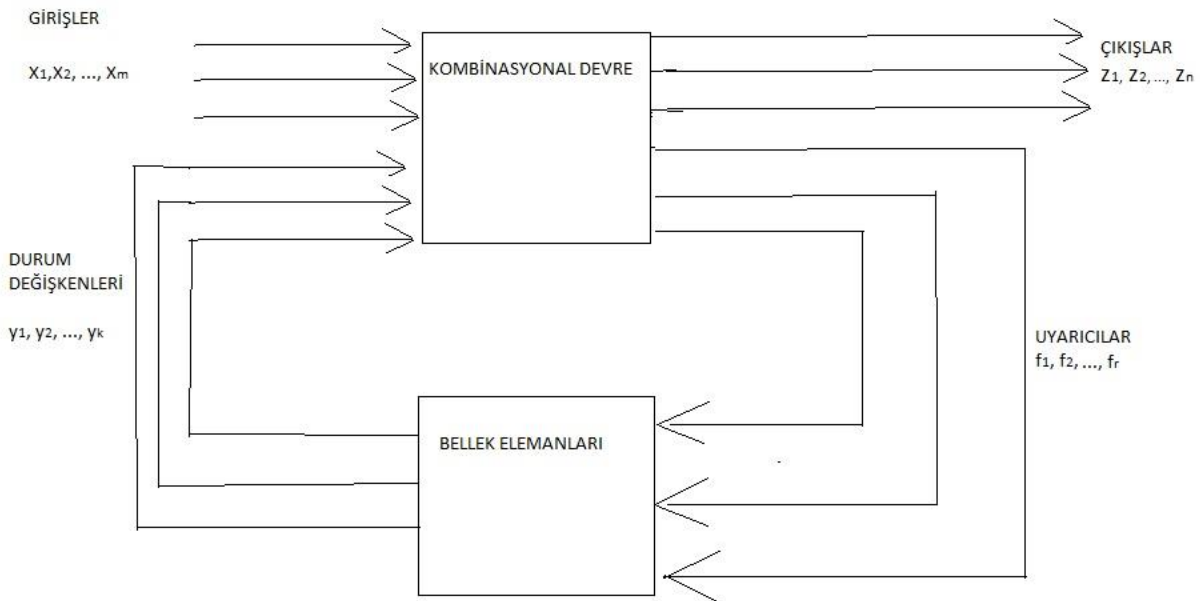 GİRİŞLER
X1,X2, ..., Xm
KOMBİNASYONAL DEVRE
ÇIKIŞLAR
Z1, Z2, ..., Zn
DURUM
DEĞİŞKENLERİ
y1, y2, ..., yk
UYARICILAR
f1, f2, ..., fr
BELLEK ELEMANLARI